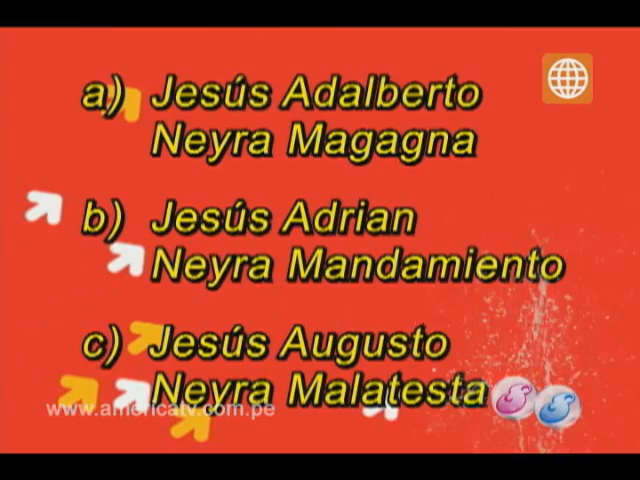 a) Jesús Adalberto
Neyra Magagna
b) Jesús Adrian
Neyra Mandamiento
c) Jesús Augusto
Neyra Malatesta
www.americatv.com.pe